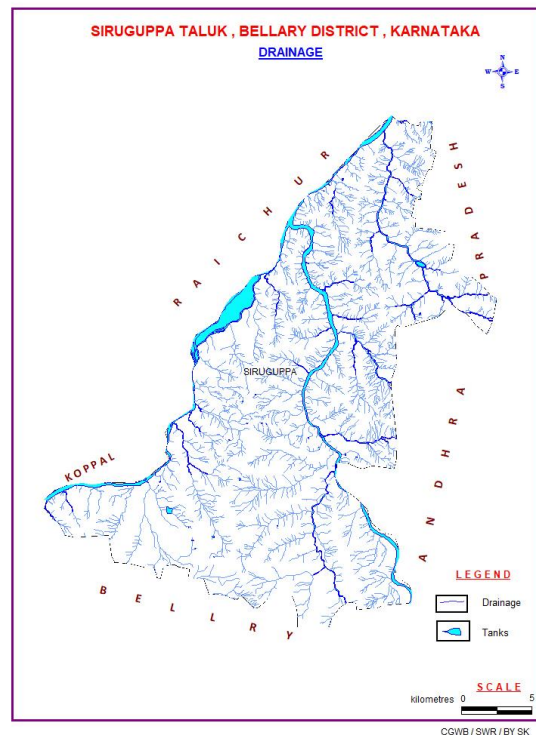 SIRUGUPPA TALUK , BELLARY DISTRICT , KARNATAKA
DRAINAGE
N
W E
S
RAICHUR
ANDHRA PRADESH
SIRUGUPPA
KOPPAL
BELLRY
LEGEND
Drainage
Tanks
SCALE
kilometres 0 5
CGWB / SWR / BY SK